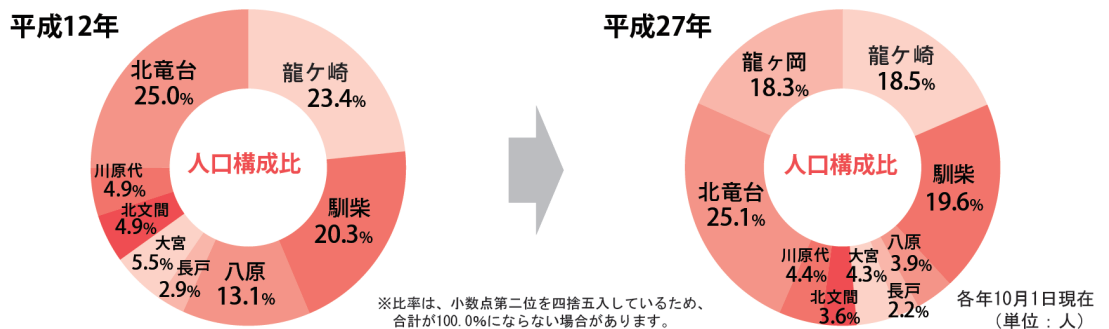 平成12年
人口構成比
龍ケ崎
23.4%
馴柴
20.3%
八原
13.1%
長戸
2.9%
大宮
5.5%
北文間
4.9%
川原代
4.9%
北竜台
25.0%
平成27年
人口構成比
龍ケ崎
18.5%
馴柴
19.6%
八原
3.9%
長戸
2.2%
大宮
4.3%
北文間
3.6%
川原代
4.4%
北竜台
25.1%
龍ヶ岡
18.3%
※比率は、小数点第二位を四捨五入しているため、
合計が100.0%にならない場合があります。
各年10月1日現在
（単位：人）